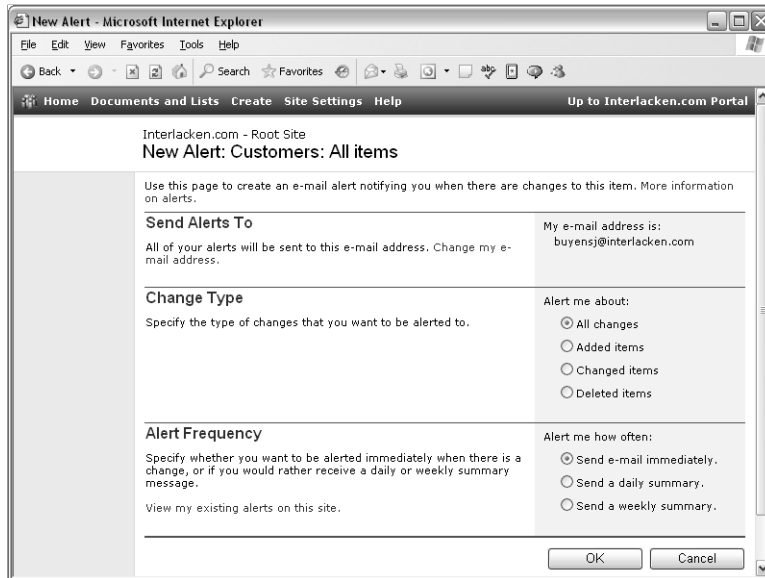 New Alert - Microsoft Internet Explorer
File Edit View Favorites Tools Help
Back Search Favorites
Home Documents and Lists Create Site Settings Help Up to Interlacken.com Portal
Interlacken.com - Root Site
New Alert: Customers: All items
Use this page to create an e-mail alert notifying you when there are changes to this item. More information
on alerts.
Send Alerts To
All of your alerts will be sent to this e-mail address. Change my e-
mail address.
My e-mail address is:
buyensj@interlacken.com
Change Type
Specify the type of changes that you want to be alerted to.
Alert me about:
All changes
Added items
Changed items
Deleted items
Alert Frequency
Specify whether you want to be alerted immediately when there is a
change, or if you would rather receive a daily or weekly summary
message.
View my existing alerts on this site.
Alert me how often:
Send e-mail immediately.
Send a daily summary.
Send a weekly summary.
OK Cancel